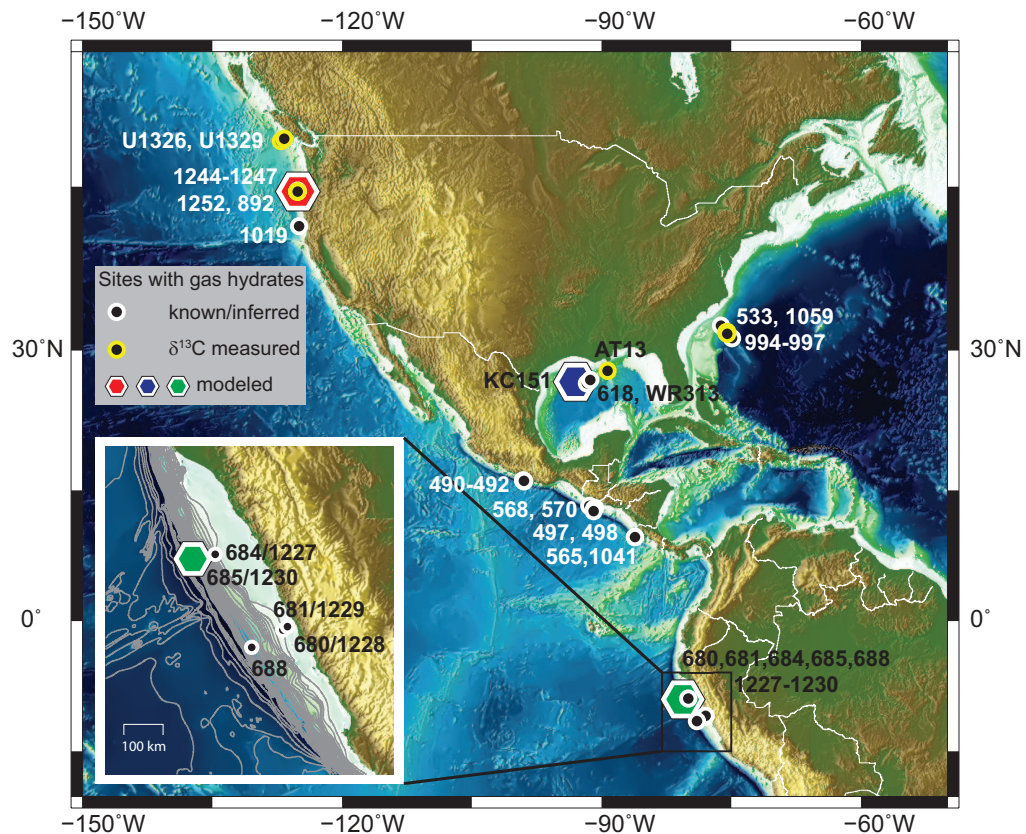 −150˚W −120˚W −90˚W −60˚W
U1326, U1329
1244-1247
1252, 892
1019
Sites with gas hydrates
known/inferred
δ¹³C measured
modeled
533, 1059
994-997
30˚N
30˚N
AT13
KC151
618, WR313
490-492
568, 570
497, 498
565,1041
684/1227
685/1230
681/1229
680/1228
688
100 km
0˚
0˚
680,681,684,685,688
1227-1230
−150˚W −120˚W −90˚W −60˚W